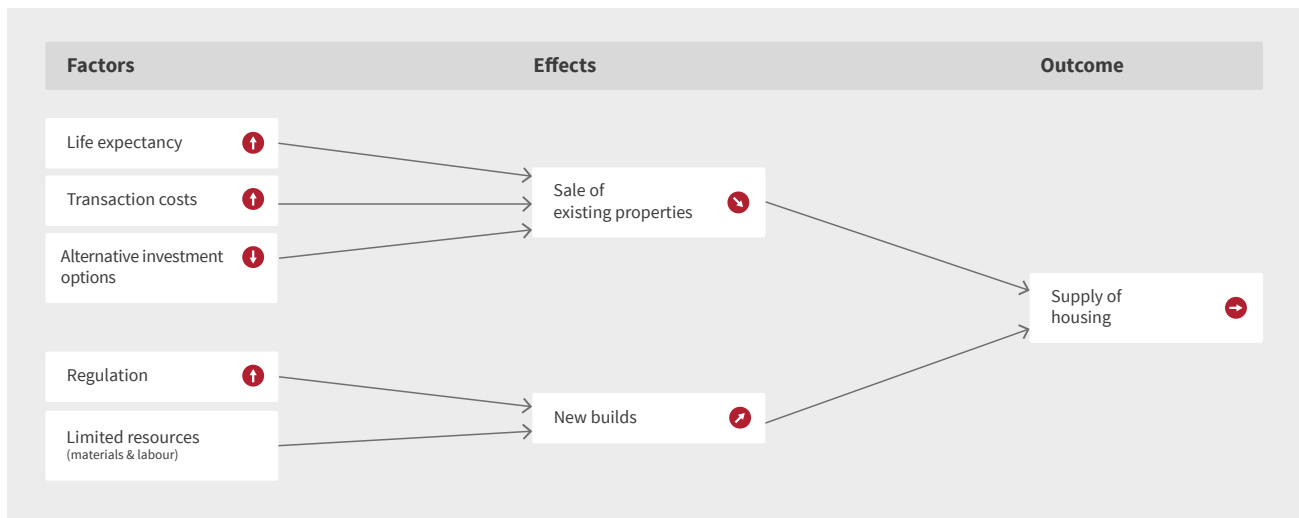 Factors
Effects
Outcome
Life expectancy
Transaction costs
Alternative investment
options
Regulation
Limited resources
(materials & labour)
Sale of
existing properties
New builds
Supply of
housing